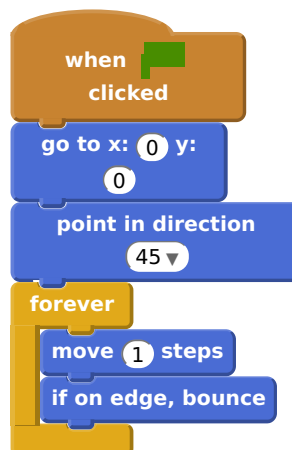 when
clicked
go to x: 0 y:
0
point in direction
45▼
forever
move 1 steps
if on edge, bounce